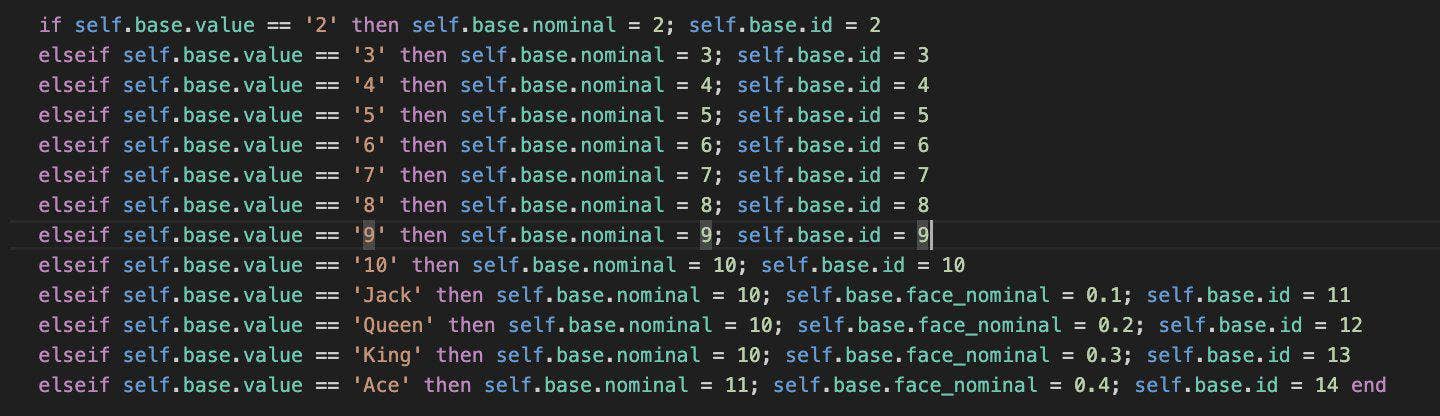 if self.base.value == '2' then self.base.nominal = 2; self.base.id = 2
elseif self.base.value == '3' then self.base.nominal = 3; self.base.id = 3
elseif self.base.value == '4' then self.base.nominal = 4; self.base.id = 4
elseif self.base.value == '5' then self.base.nominal = 5; self.base.id = 5
elseif self.base.value == '6' then self.base.nominal = 6; self.base.id = 6
elseif self.base.value == '7' then self.base.nominal = 7; self.base.id = 7
elseif self.base.value == '8' then self.base.nominal = 8; self.base.id = 8
elseif self.base.value == '9' then self.base.nominal = 9; self.base.id = 9
elseif self.base.value == '10' then self.base.nominal = 10; self.base.id = 10
elseif self.base.value == 'Jack' then self.base.nominal = 10; self.base.face_nominal = 0.1; self.base.id = 11
elseif self.base.value == 'Queen' then self.base.nominal = 10; self.base.face_nominal = 0.2; self.base.id = 12
elseif self.base.value == 'King' then self.base.nominal = 10; self.base.face_nominal = 0.3; self.base.id = 13
elseif self.base.value == 'Ace' then self.base.nominal = 11; self.base.face_nominal = 0.4; self.base.id = 14 end